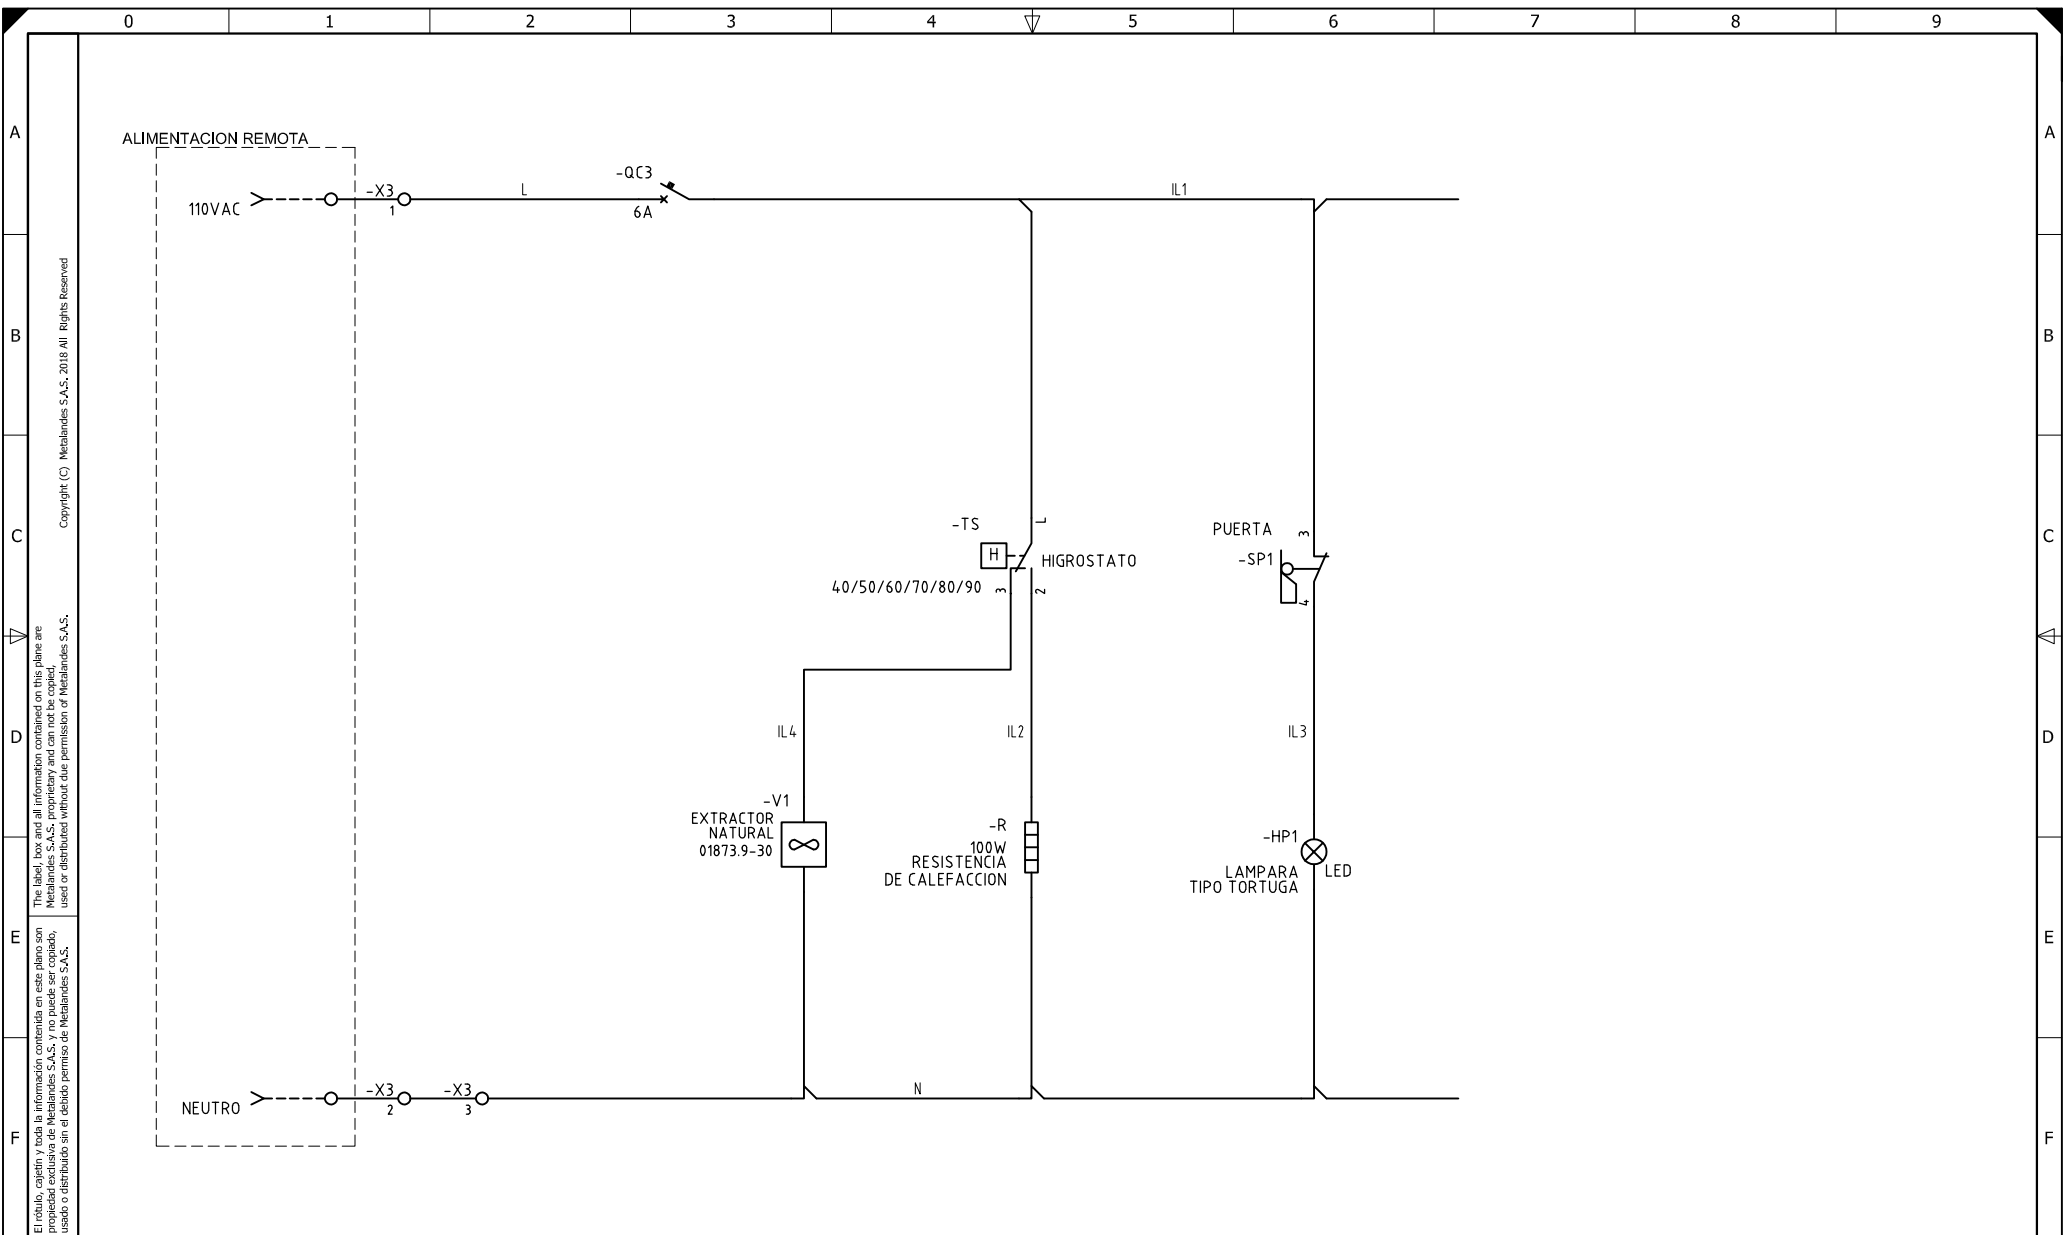 0 1 2 3 4 5 6 7 8 9
A A
ALIMENTACION REMOTA
-QC3
110VAC -X3 L IL1
1 6A
B B
Copyright (C) Metalandes S.A.S. 2018 All Rights Reserved
C C
-TS L PUERTA 3
H HIGROSTATO -SP1
40/50/60/70/80/90 3 2 4
The label, box and all information contained on this plane are
Metalandes S.A.S. proprietary and can not be copied,
used or distributed without due permission of Metalandes S.A.S.
D D
IL4 IL2 IL3
-V1
EXTRACTOR
NATURAL
01873.9-30
-R
100W
RESISTENCIA
DE CALEFACCION
-HP1
LAMPARA LED
TIPO TORTUGA
E E
El rótulo, cajetín y toda la información contenida en este plano son
propiedad exclusiva de Metalandes S.A.S. y no puede ser copiado,
usado o distribuido sin el debido permiso de Metalandes S.A.S.
NEUTRO -X3 -X3 N
2 3
F F